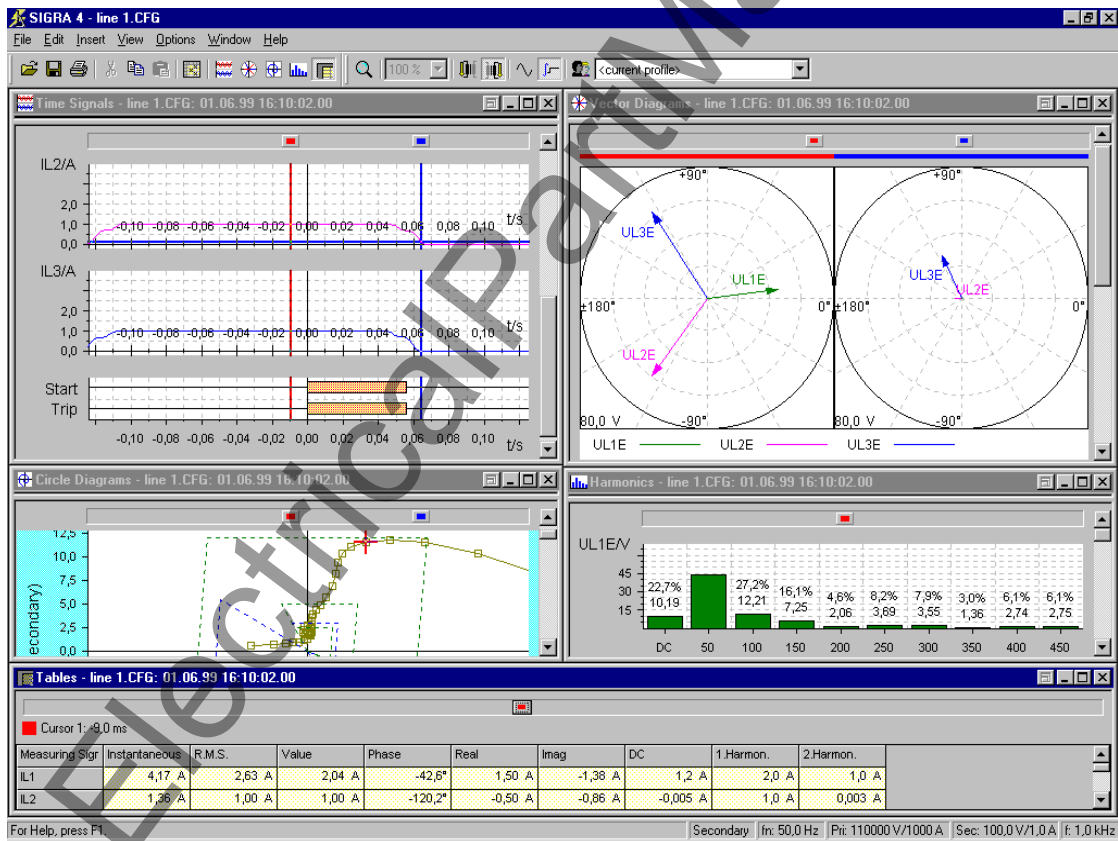 SIGRA 4 - line 1.CFG
File Edit Insert View Options Window Help
100 % <current profile>
Time Signals - line 1.CFG: 01.06.99 16:10:02.00
IL2/A
2,0
1,0
0,0
-0,10 -0,08 -0,06 -0,04 -0,02 0,00 0,02 0,04 0,06 0,08 0,10 t/s
IL3/A
2,0
1,0
0,0
-0,10 -0,08 -0,06 -0,04 -0,02 0,00 0,02 0,04 0,06 0,08 0,10 t/s
Start
Trip
-0,10 -0,08 -0,06 -0,04 -0,02 0,00 0,02 0,04 0,06 0,08 0,10
t/s
Vector Diagrams - line 1.CFG: 01.06.99 16:10:02.00
+90° +90°
UL3E UL1E UL2E
UL3E UL2E
±180° 0° ±180° 0°
80,0 V -90° 80,0 V -90°
UL1E UL2E UL3E
Circle Diagrams - line 1.CFG: 01.06.99 16:10:02.00
12,5
10,0
7,5
5,0
2,5
0,0
econdary)
Harmonics - line 1.CFG: 01.06.99 16:10:02.00
UL1E/V
45
30
15
22,7% 27,2% 16,1% 4,6% 8,2% 7,9% 3,0% 6,1% 6,1%
10,19 12,21 7,25 2,06 3,69 3,55 1,36 2,74 2,75
DC 50 100 150 200 250 300 350 400 450
Tables - line 1.CFG: 01.06.99 16:10:02.00
Cursor 1: -9,0 ms
Measuring Sigr Instantaneous R.M.S. Value Phase Real Imag DC 1.Harmon. 2.Harmon.
IL1 4,17 A 2,63 A 2,04 A -42,6° 1,50 A -1,38 A 1,2 A 2,0 A 1,0 A
IL2 1,36 A 1,00 A 1,00 A -120,2° -0,50 A -0,86 A -0,005 A 1,0 A 0,003 A
For Help, press F1. Secondary fn: 50,0 Hz Pri: 110000 V/1000 A Sec: 100,0 V/1,0 A f: 1,0 kHz